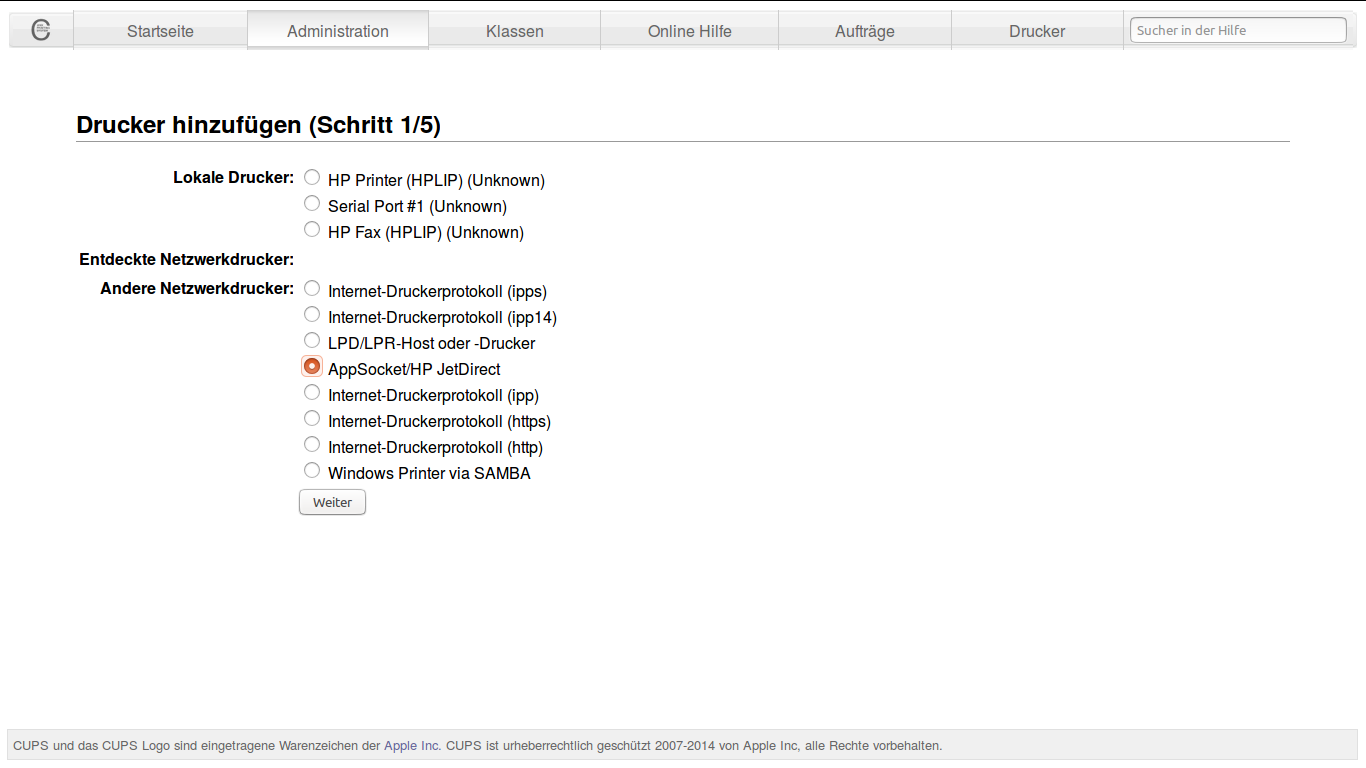 Startseite Administration Klassen Online Hilfe Aufträge Drucker Sucher in der Hilfe
Drucker hinzufügen (Schritt 1/5)
Lokale Drucker: HP Printer (HPLIP) (Unknown)
Serial Port #1 (Unknown)
HP Fax (HPLIP) (Unknown)
Entdeckte Netzwerkdrucker:
Andere Netzwerkdrucker: Internet-Druckerprotokoll (ipps)
Internet-Druckerprotokoll (ipp14)
LPD/LPR-Host oder -Drucker
AppSocket/HP JetDirect
Internet-Druckerprotokoll (ipp)
Internet-Druckerprotokoll (https)
Internet-Druckerprotokoll (http)
Windows Printer via SAMBA
Weiter
CUPS und das CUPS Logo sind eingetragene Warenzeichen der Apple Inc. CUPS ist urheberrechtlich geschützt 2007-2014 von Apple Inc, alle Rechte vorbehalten.